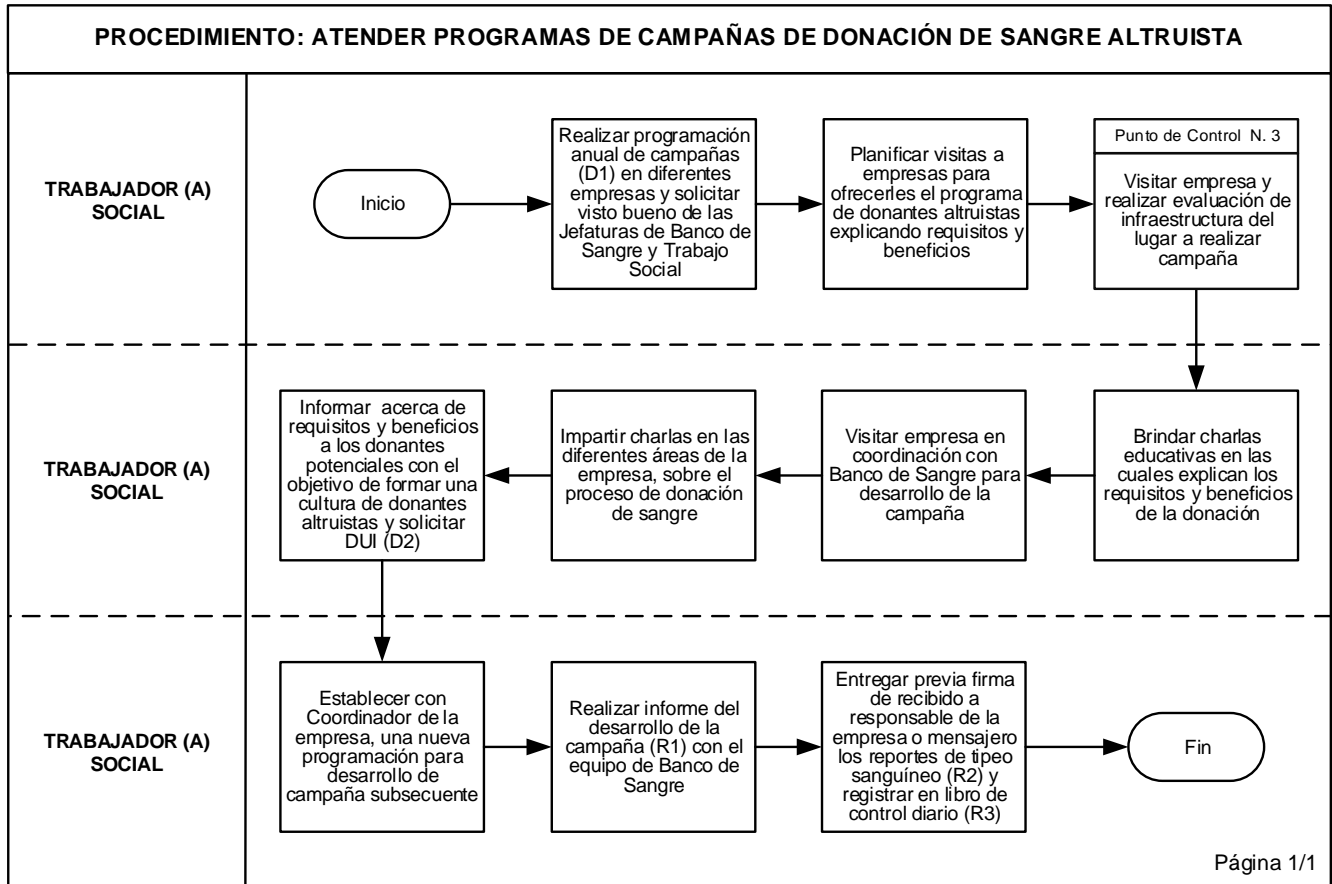 PROCEDIMIENTO: ATENDER PROGRAMAS DE CAMPAÑAS DE DONACIÓN DE SANGRE ALTRUISTA
TRABAJADOR (A)
SOCIAL
Inicio
Realizar programación
anual de campañas
(D1) en diferentes
empresas y solicitar
visto bueno de las
Jefaturas de Banco de
Sangre y Trabajo
Social
Planificar visitas a
empresas para
ofrecerles el programa
de donantes altruistas
explicando requisitos y
beneficios
Punto de Control N. 3
Visitar empresa y
realizar evaluación de
infraestructura del
lugar a realizar
campaña
TRABAJADOR (A)
SOCIAL
Brindar charlas
educativas en las
cuales explican los
requisitos y beneficios
de la donación
Visitar empresa en
coordinación con
Banco de Sangre para
desarrollo de la
campaña
Impartir charlas en las
diferentes áreas de la
empresa, sobre el
proceso de donación
de sangre
Informar acerca de
requisitos y beneficios
a los donantes
potenciales con el
objetivo de formar una
cultura de donantes
altruistas y solicitar
DUI (D2)
TRABAJADOR (A)
SOCIAL
Establecer con
Coordinador de la
empresa, una nueva
programación para
desarrollo de
campaña subsecuente
Realizar informe del
desarrollo de la
campaña (R1) con el
equipo de Banco de
Sangre
Entregar previa firma
de recibido a
responsable de la
empresa o mensajero
los reportes de tipeo
sanguíneo (R2) y
registrar en libro de
control diario (R3)
Fin
Página 1/1